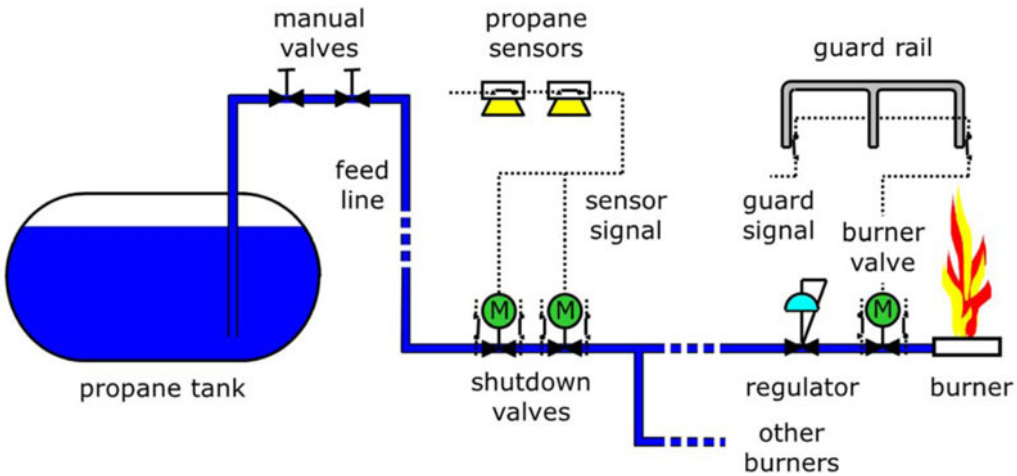 manual
valves
propane
sensors
guard rail
feed
line
sensor
signal
guard
signal
burner
valve
M
M
M
propane tank
shutdown
valves
regulator
burner
other
burners